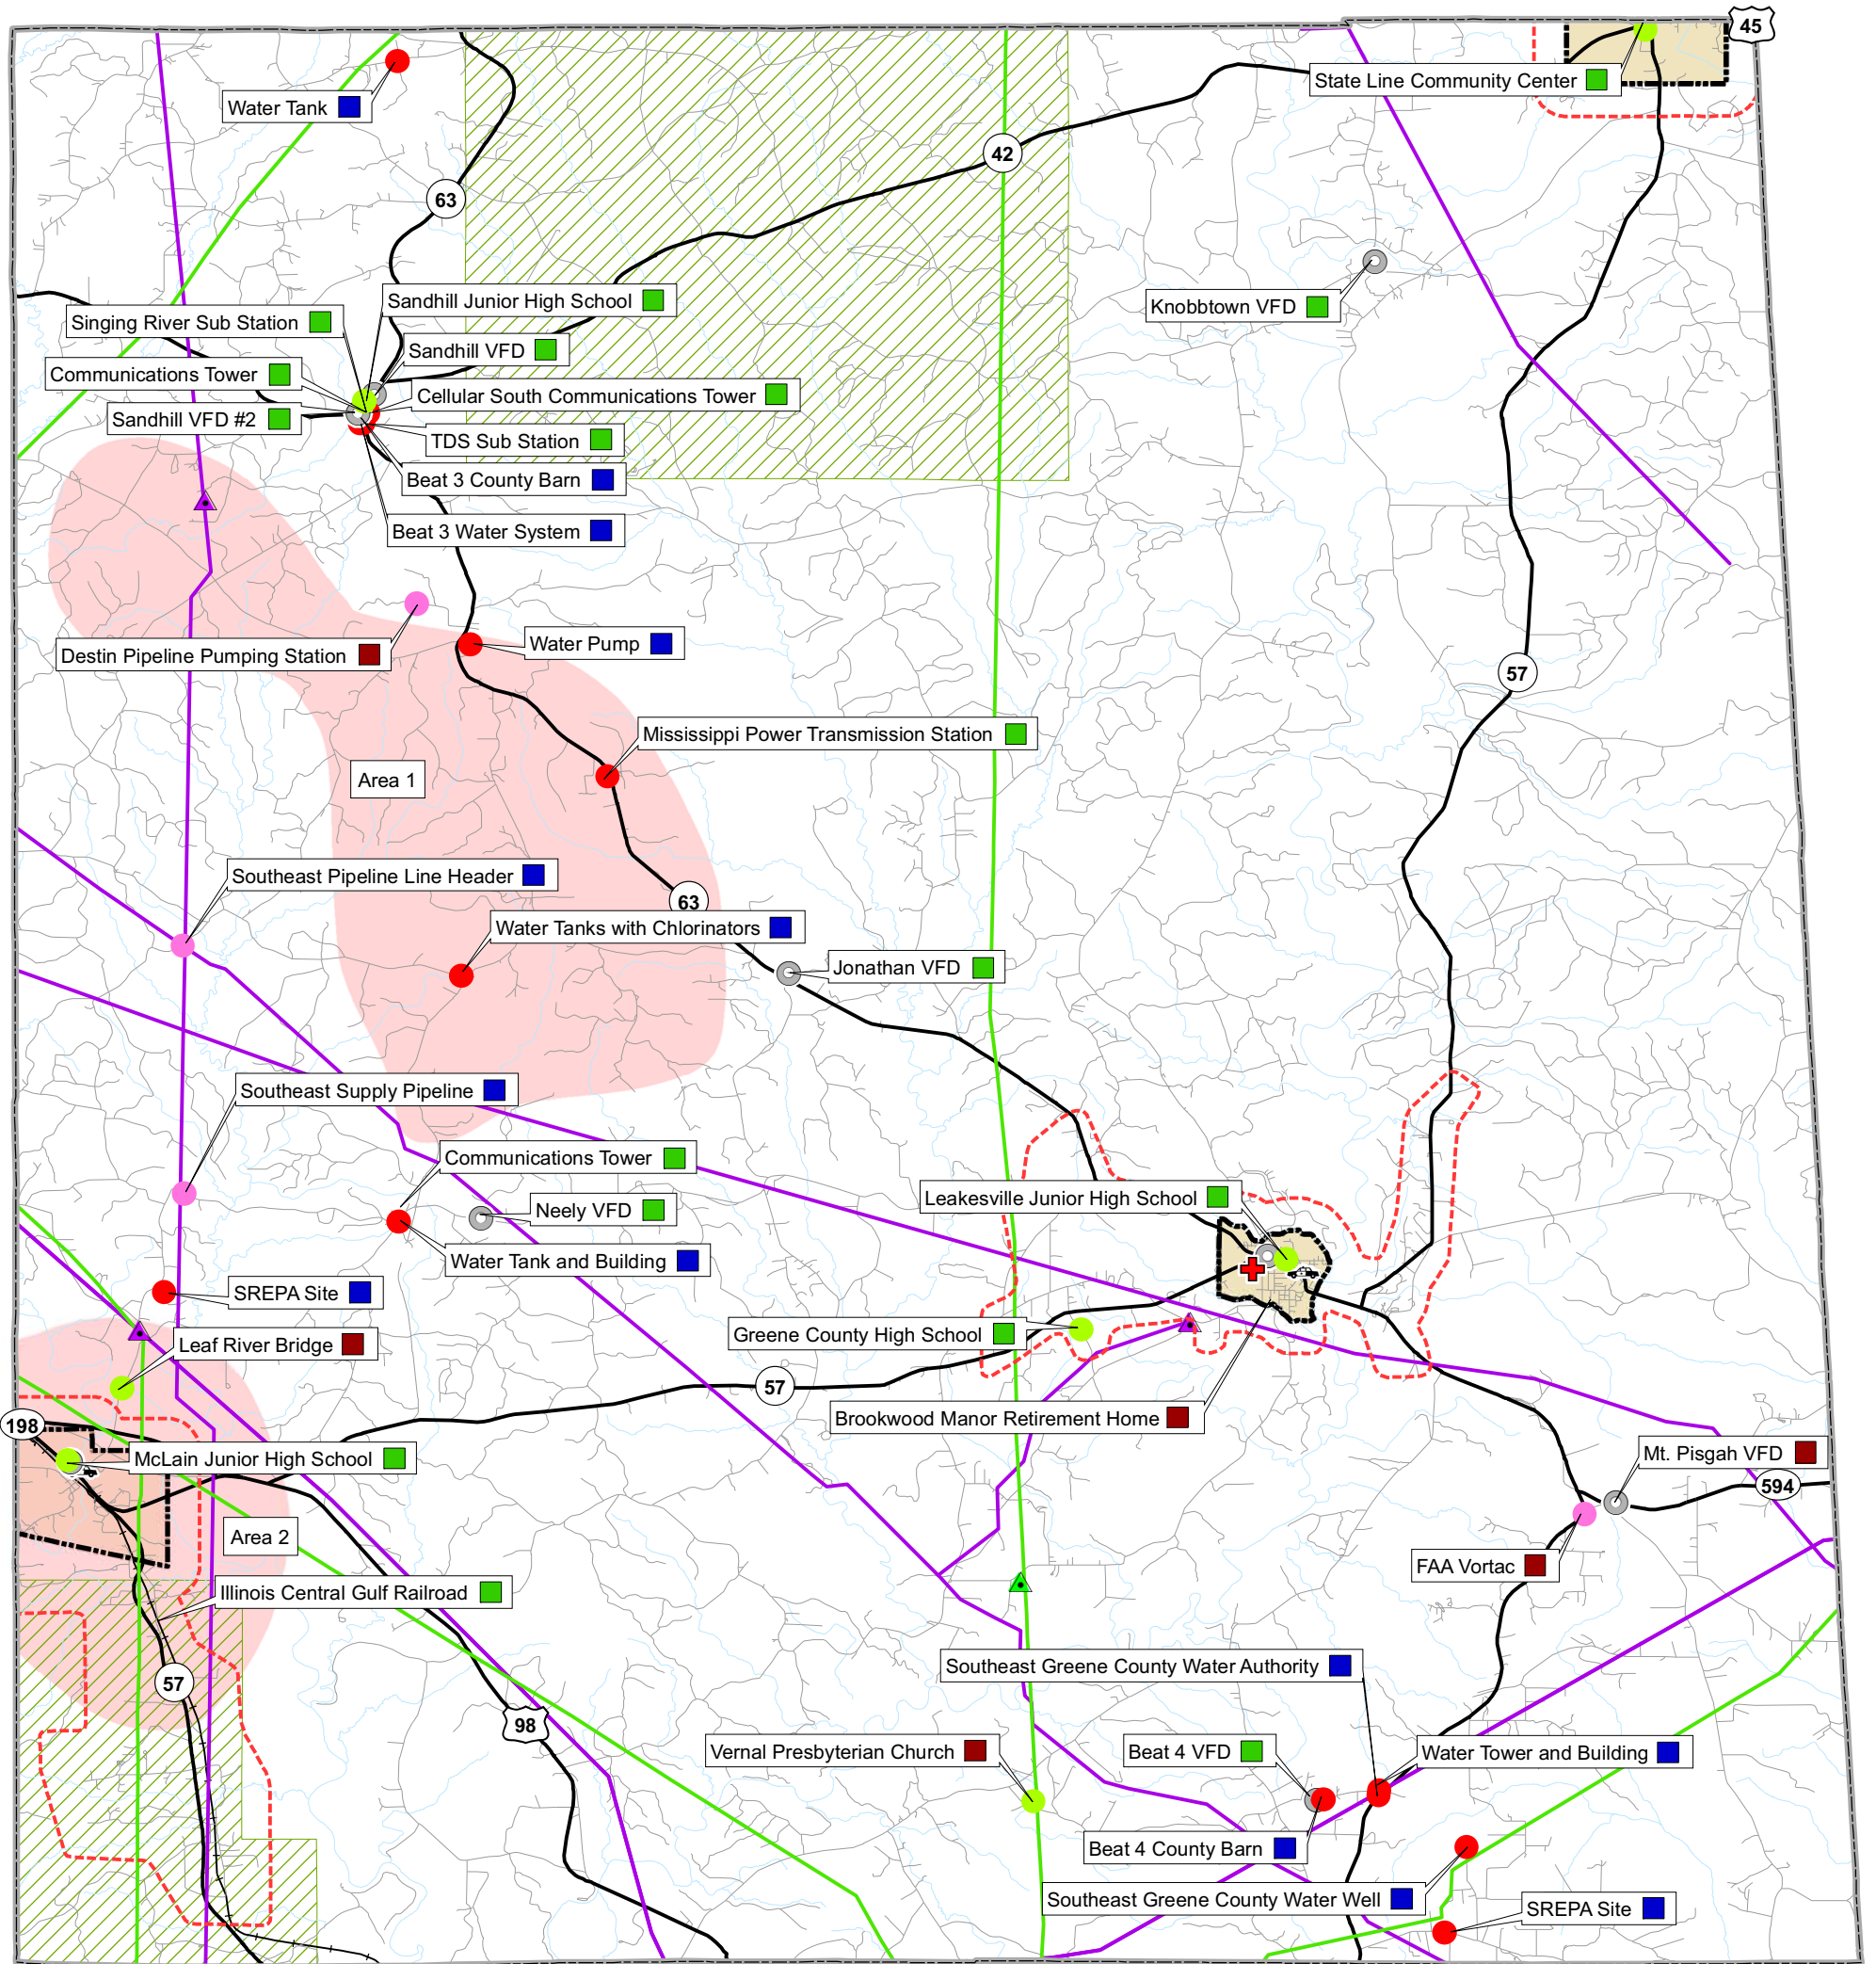 45
State Line Community Center
Water Tank
42
63
Sandhill Junior High School
Knobbtown VFD
Singing River Sub Station
Sandhill VFD
Communications Tower
Cellular South Communications Tower
Sandhill VFD #2
TDS Sub Station
Beat 3 County Barn
Beat 3 Water System
Water Pump
Destin Pipeline Pumping Station
57
Mississippi Power Transmission Station
Area 1
Southeast Pipeline Line Header
63
Water Tanks with Chlorinators
Jonathan VFD
Southeast Supply Pipeline
Communications Tower
Leakesville Junior High School
Neely VFD
Water Tank and Building
SREPA Site
Greene County High School
Leaf River Bridge
57
Brookwood Manor Retirement Home
198
McLain Junior High School
Mt. Pisgah VFD
594
Area 2
FAA Vortac
Illinois Central Gulf Railroad
Southeast Greene County Water Authority
57
98
Vernal Presbyterian Church
Beat 4 VFD
Water Tower and Building
Beat 4 County Barn
Southeast Greene County Water Well
SREPA Site